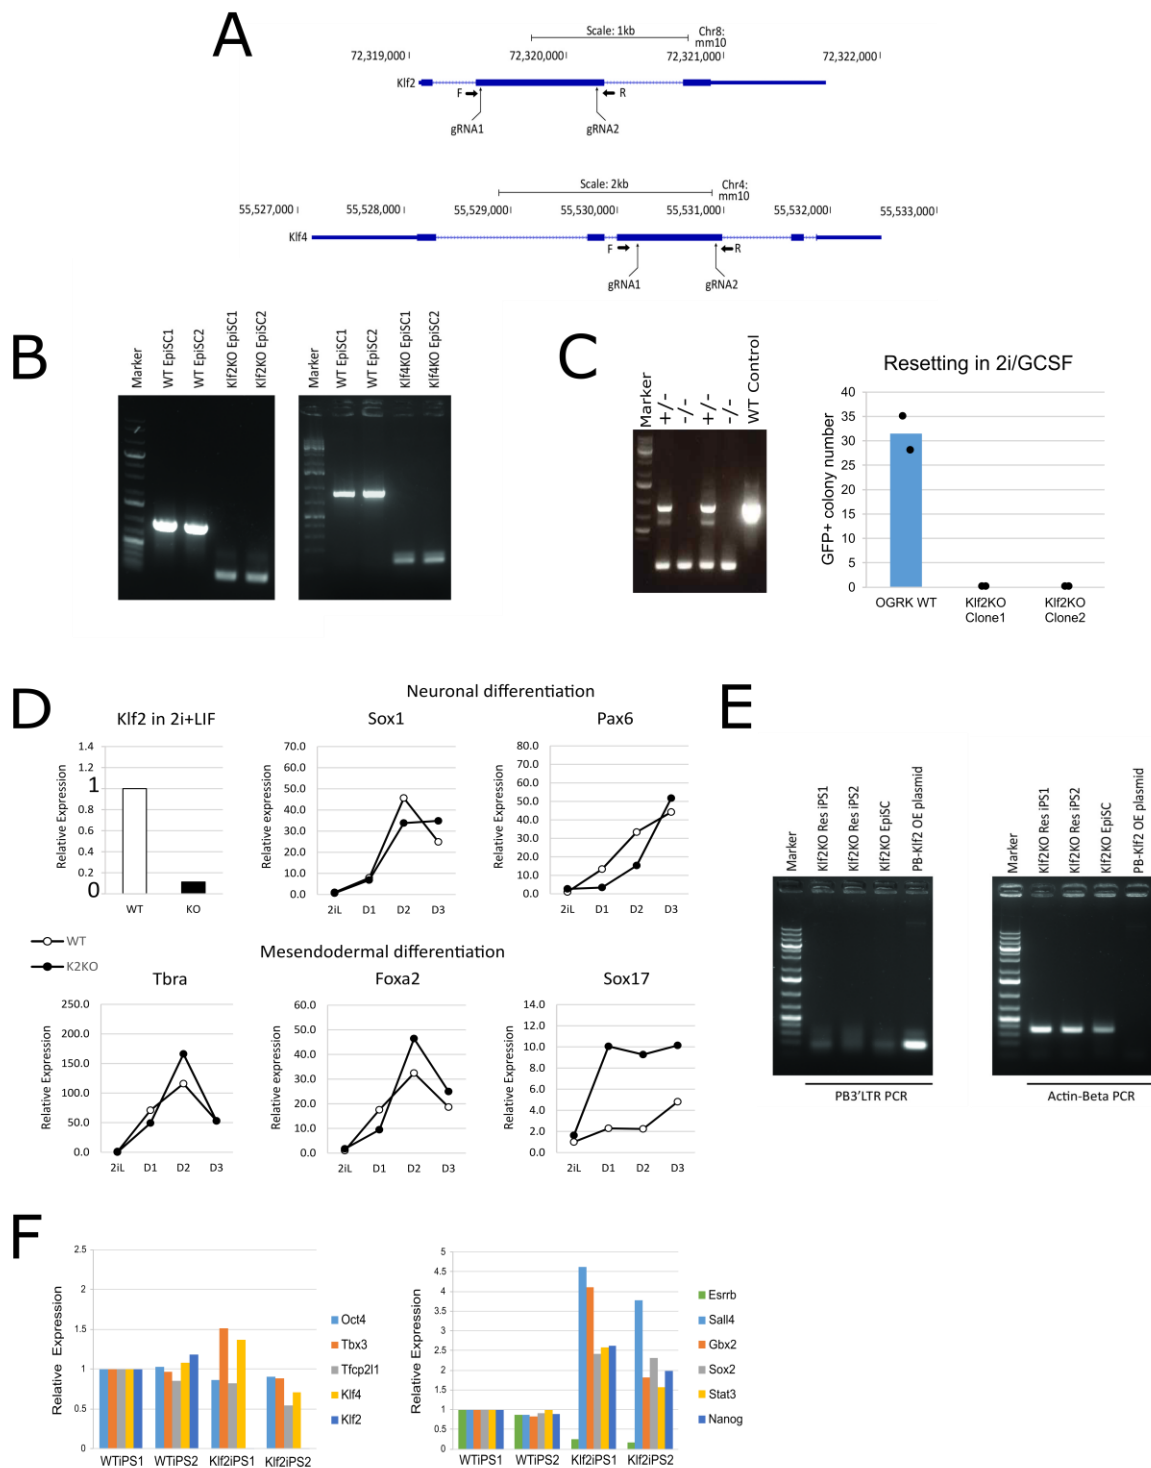 A
Scale: 1kb
Chr8:
mm10
72,319,000
72,320,000
72,321,000
72,322,000
Klf2
F
R
gRNA1
gRNA2
Scale: 2kb
Chr4:
mm10
55,527,000
55,528,000
55,529,000
55,530,000
55,531,000
55,532,000
55,533,000
Klf4
F
R
gRNA1
gRNA2
B
Marker
WT EpiSC1
WT EpiSC2
Klf2KO EpiSC1
Klf2KO EpiSC2
Marker
WT EpiSC1
WT EpiSC2
Klf4KO EpiSC1
Klf4KO EpiSC2
C
Marker
+/-
-/-
+/-
-/-
WT Control
Resetting in 2i/GCSF
GFP+ colony number
40
35
30
25
20
15
10
5
0
OGRK WT
Klf2KO
Clone1
Klf2KO
Clone2
D
Neuronal differentiation
Klf2 in 2i+LIF
Relative Expression
1.4
1.2
1
0.8
0.6
0.4
0.2
0
WT
KO
Sox1
Relative Expression
70.0
60.0
50.0
40.0
30.0
20.0
10.0
0.0
2iL
D1
D2
D3
Pax6
Relative Expression
80.0
70.0
60.0
50.0
40.0
30.0
20.0
10.0
0.0
2iL
D1
D2
D3
WT
K2KO
Mesendodermal differentiation
Tbra
Relative Expression
250.0
200.0
150.0
100.0
50.0
0.0
2iL
D1
D2
D3
Foxa2
Relative Expression
60.0
50.0
40.0
30.0
20.0
10.0
0.0
2iL
D1
D2
D3
Sox17
Relative Expression
14.0
12.0
10.0
8.0
6.0
4.0
2.0
0.0
2iL
D1
D2
D3
E
Marker
Klf2KO Res iPS1
Klf2KO Res iPS2
Klf2KO EpiSC
PB-Klf2 OE plasmid
PB3'LTR PCR
Marker
Klf2KO Res iPS1
Klf2KO Res iPS2
Klf2KO EpiSC
PB-Klf2 OE plasmid
Actin-Beta PCR
F
Relative Expression
2.5
2
1.5
1
0.5
0
WTiPS1
WTiPS2
Klf2iPS1
Klf2iPS2
Oct4
Tbx3
Tfcp2l1
Klf4
Klf2
Relative Expression
5
4.5
4
3.5
3
2.5
2
1.5
1
0.5
0
WTiPS1
WTiPS2
Klf2iPS1
Klf2iPS2
Esrrb
Sall4
Gbx2
Sox2
Stat3
Nanog